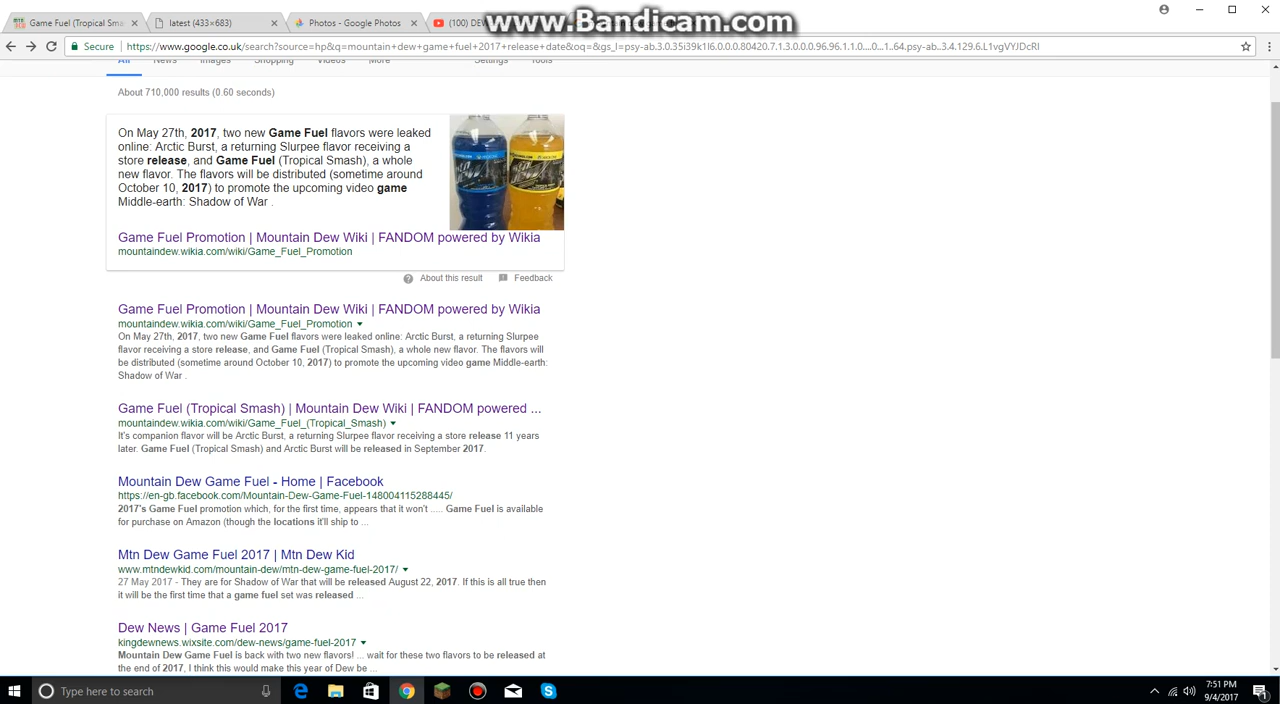 www.Bandicam.com
Game Fuel (Tropical Sma
latest (433×683)
Photos - Google Photos
(100) DEW
Secure
https://www.google.co.uk/search?source=hp&q=mountain+dew+game+fuel+2017+release+date&oq=&gs_l=psy-ab.3.0.35i39k1l6.0.0.0.80420.7.1.3.0.0.0.96.96.1.1.0....0...1..64.psy-ab..3.4.129.6.L1vgVYJDcRI
All News Images Shopping Videos More Settings Tools
About 710,000 results (0.60 seconds)
On May 27th, 2017, two new Game Fuel flavors were leaked
online: Arctic Burst, a returning Slurpee flavor receiving a
store release, and Game Fuel (Tropical Smash), a whole
new flavor. The flavors will be distributed (sometime around
October 10, 2017) to promote the upcoming video game
Middle-earth: Shadow of War .
Game Fuel Promotion | Mountain Dew Wiki | FANDOM powered by Wikia
mountaindew.wikia.com/wiki/Game_Fuel_Promotion
About this result
Feedback
Game Fuel Promotion | Mountain Dew Wiki | FANDOM powered by Wikia
mountaindew.wikia.com/wiki/Game_Fuel_Promotion
On May 27th, 2017, two new Game Fuel flavors were leaked online: Arctic Burst, a returning Slurpee
flavor receiving a store release, and Game Fuel (Tropical Smash), a whole new flavor. The flavors will
be distributed (sometime around October 10, 2017) to promote the upcoming video game Middle-earth:
Shadow of War .
Game Fuel (Tropical Smash) | Mountain Dew Wiki | FANDOM powered ...
mountaindew.wikia.com/wiki/Game_Fuel_(Tropical_Smash)
It's companion flavor will be Arctic Burst, a returning Slurpee flavor receiving a store release 11 years
later. Game Fuel (Tropical Smash) and Arctic Burst will be released in September 2017.
Mountain Dew Game Fuel - Home | Facebook
https://en-gb.facebook.com/Mountain-Dew-Game-Fuel-148004115288445/
2017's Game Fuel promotion which, for the first time, appears that it won't ..... Game Fuel is available
for purchase on Amazon (though the locations it'll ship to ...
Mtn Dew Game Fuel 2017 | Mtn Dew Kid
www.mtndewkid.com/mountain-dew/mtn-dew-game-fuel-2017/
27 May 2017 - They are for Shadow of War that will be released August 22, 2017. If this is all true then
it will be the first time that a game fuel set was released ...
Dew News | Game Fuel 2017
kingdewnews.wixsite.com/dew-news/game-fuel-2017
Mountain Dew Game Fuel is back with two new flavors! ... wait for these two flavors to be released at
the end of 2017, I think this would make this year of Dew be ...
Type here to search
7:51 PM
9/4/2017